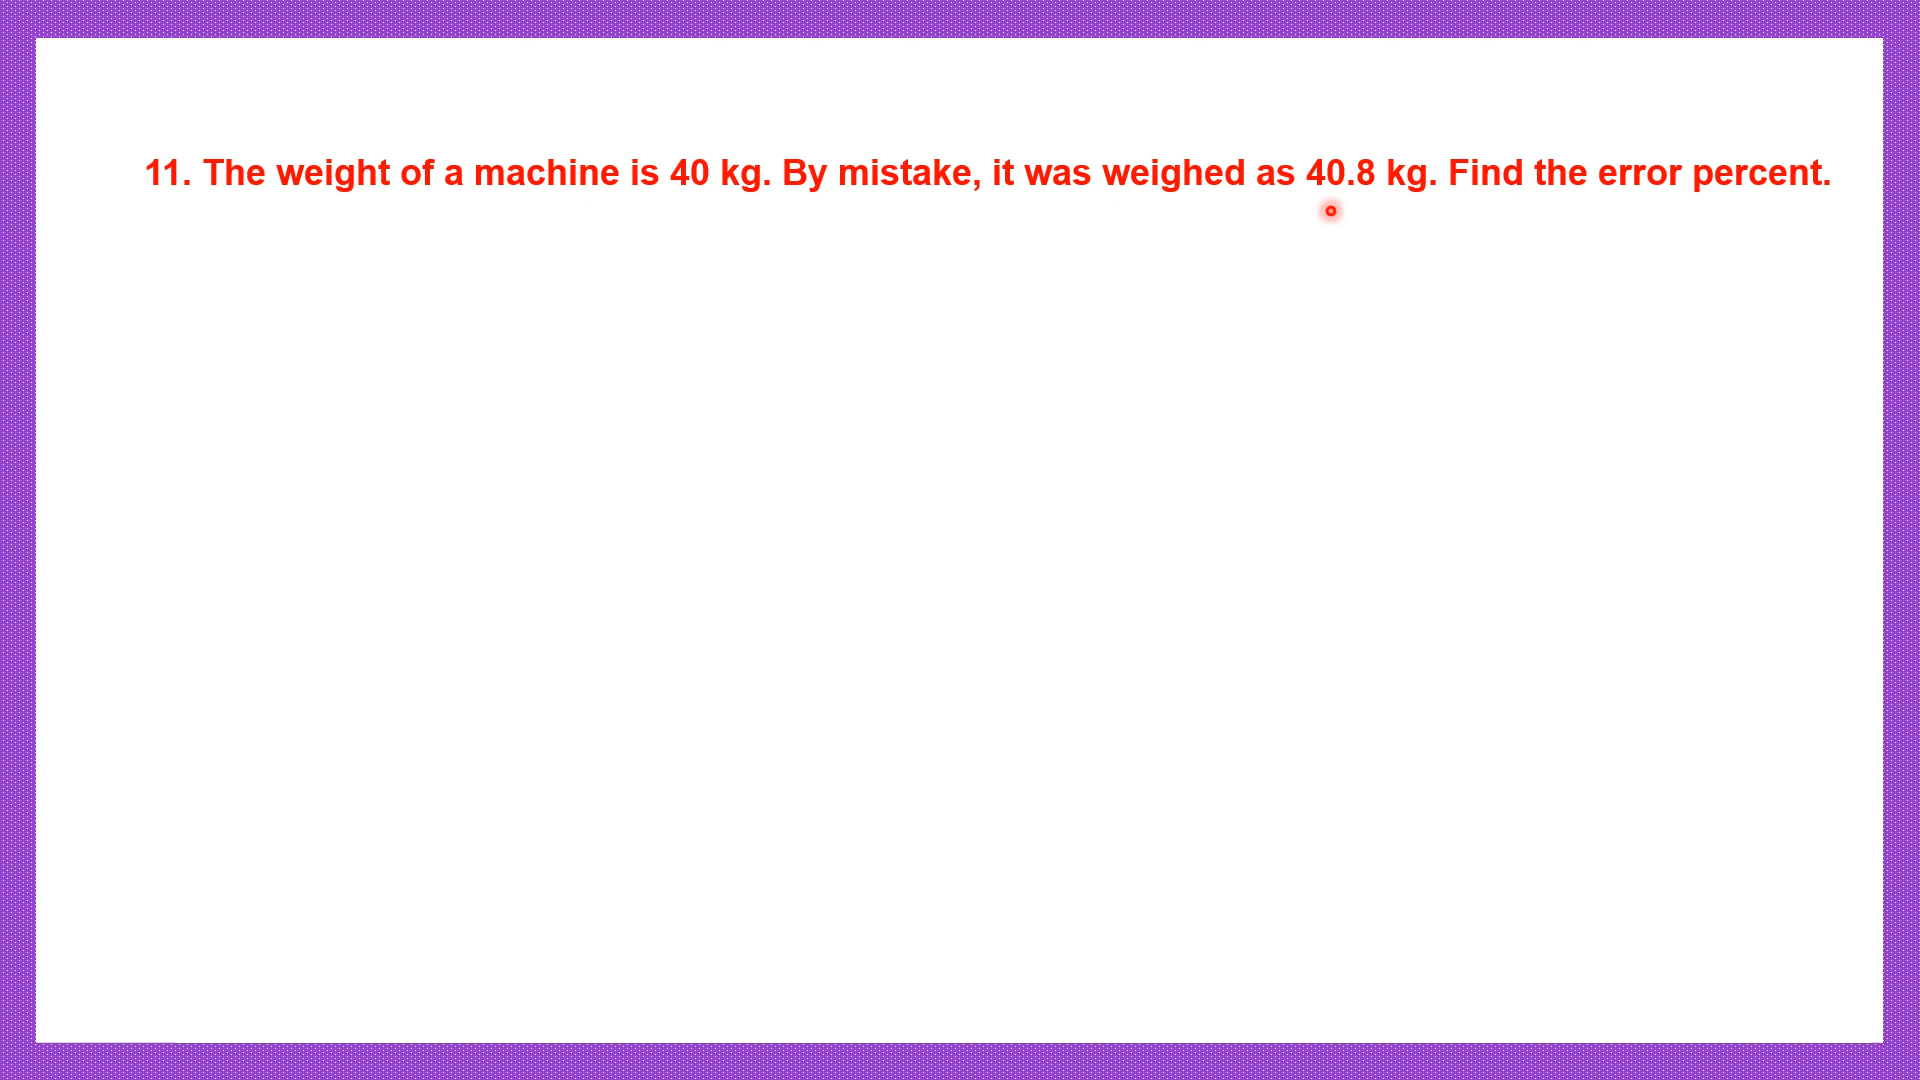 11. The weight of a machine is 40 kg. By mistake, it was weighed as 40.8 kg. Find the error percent.